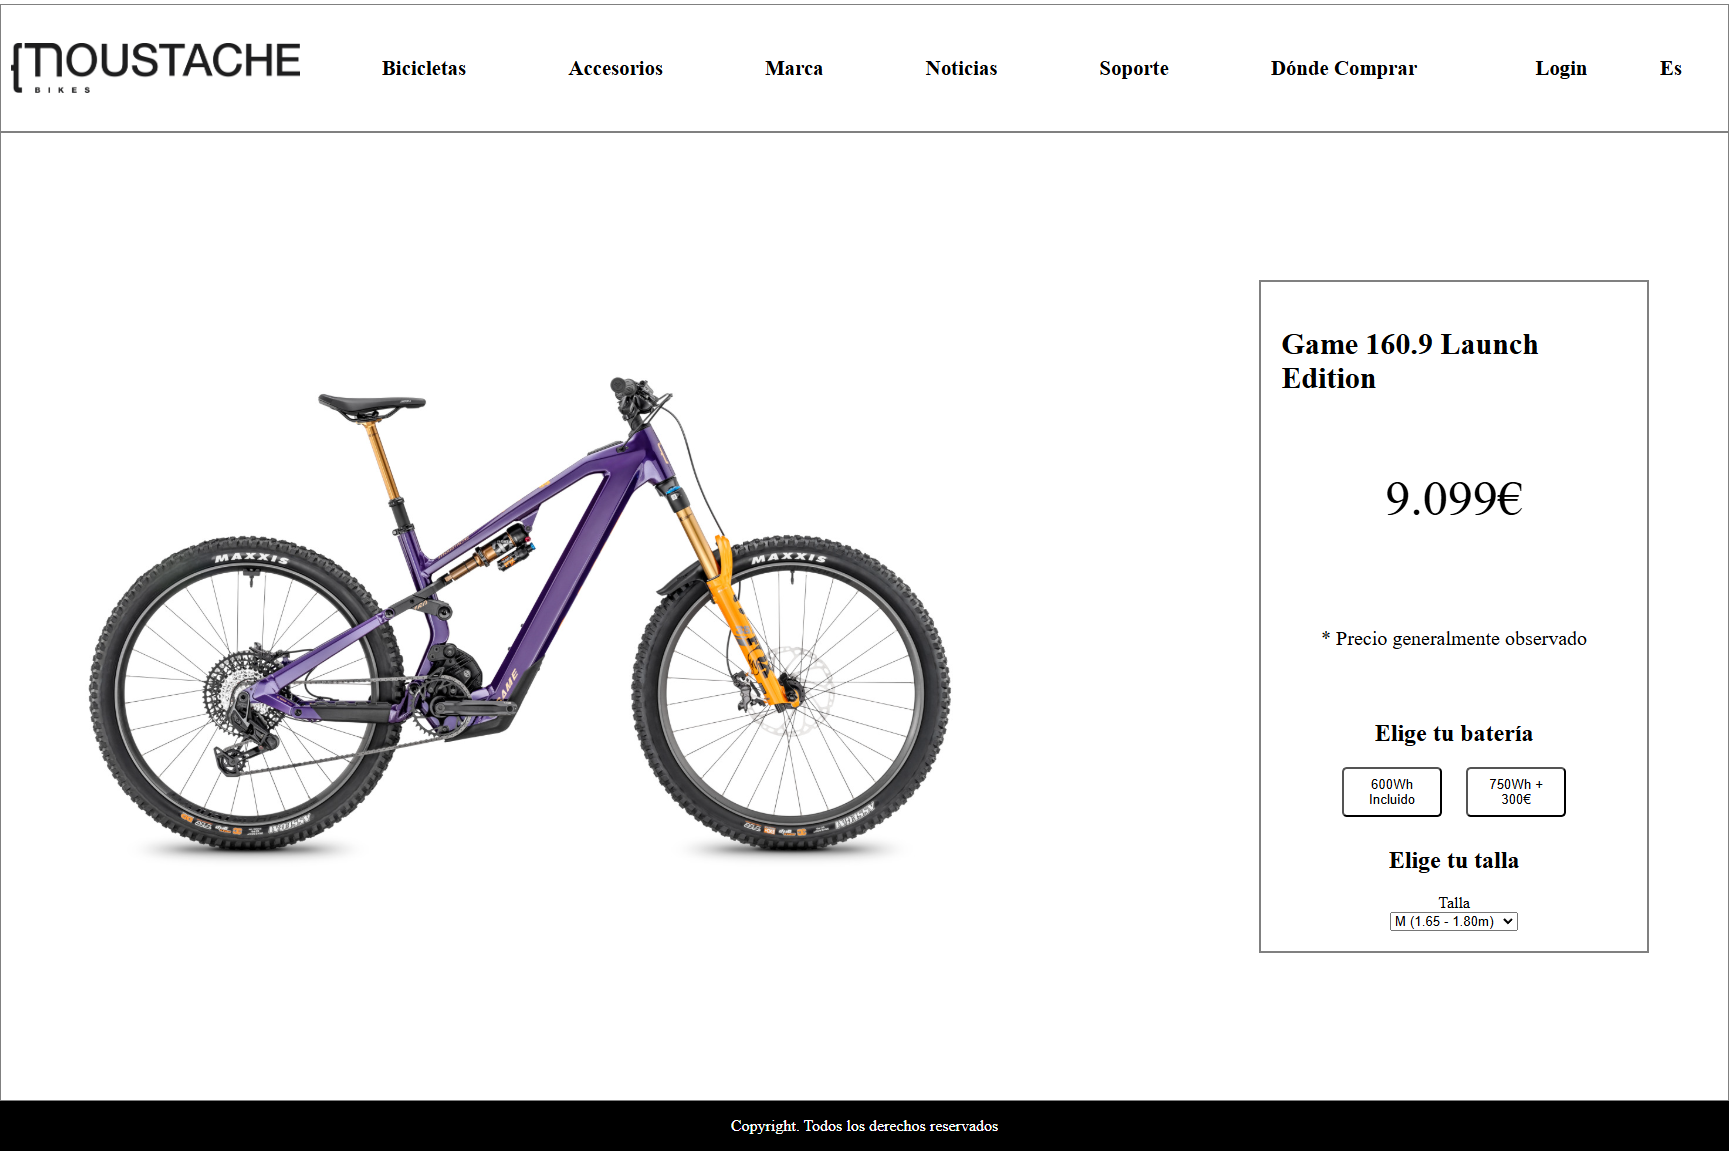 MOUSTACHE
BIKES
Bicicletas
Accesorios
Marca
Noticias
Soporte
Dónde Comprar
Login
Es
Game 160.9 Launch
Edition
9.099€
* Precio generalmente observado
Elige tu batería
600Wh
Incluido
750Wh +
300€
Elige tu talla
Talla
M (1.65 - 1.80m)
MAXXIS
MAXXIS
GAME
ASSEGAI
ASSEGAI
Copyright. Todos los derechos reservados